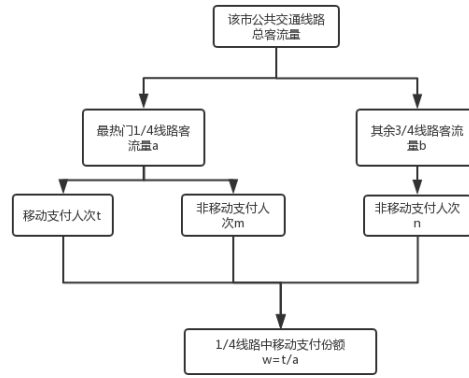 该市公共交通线路
总客流量
最热门1/4线路客
流量a
其余3/4线路客流
量b
移动支付人次t
非移动支付人
次m
非移动支付人次
n
1/4线路中移动支付份额
w=t/a